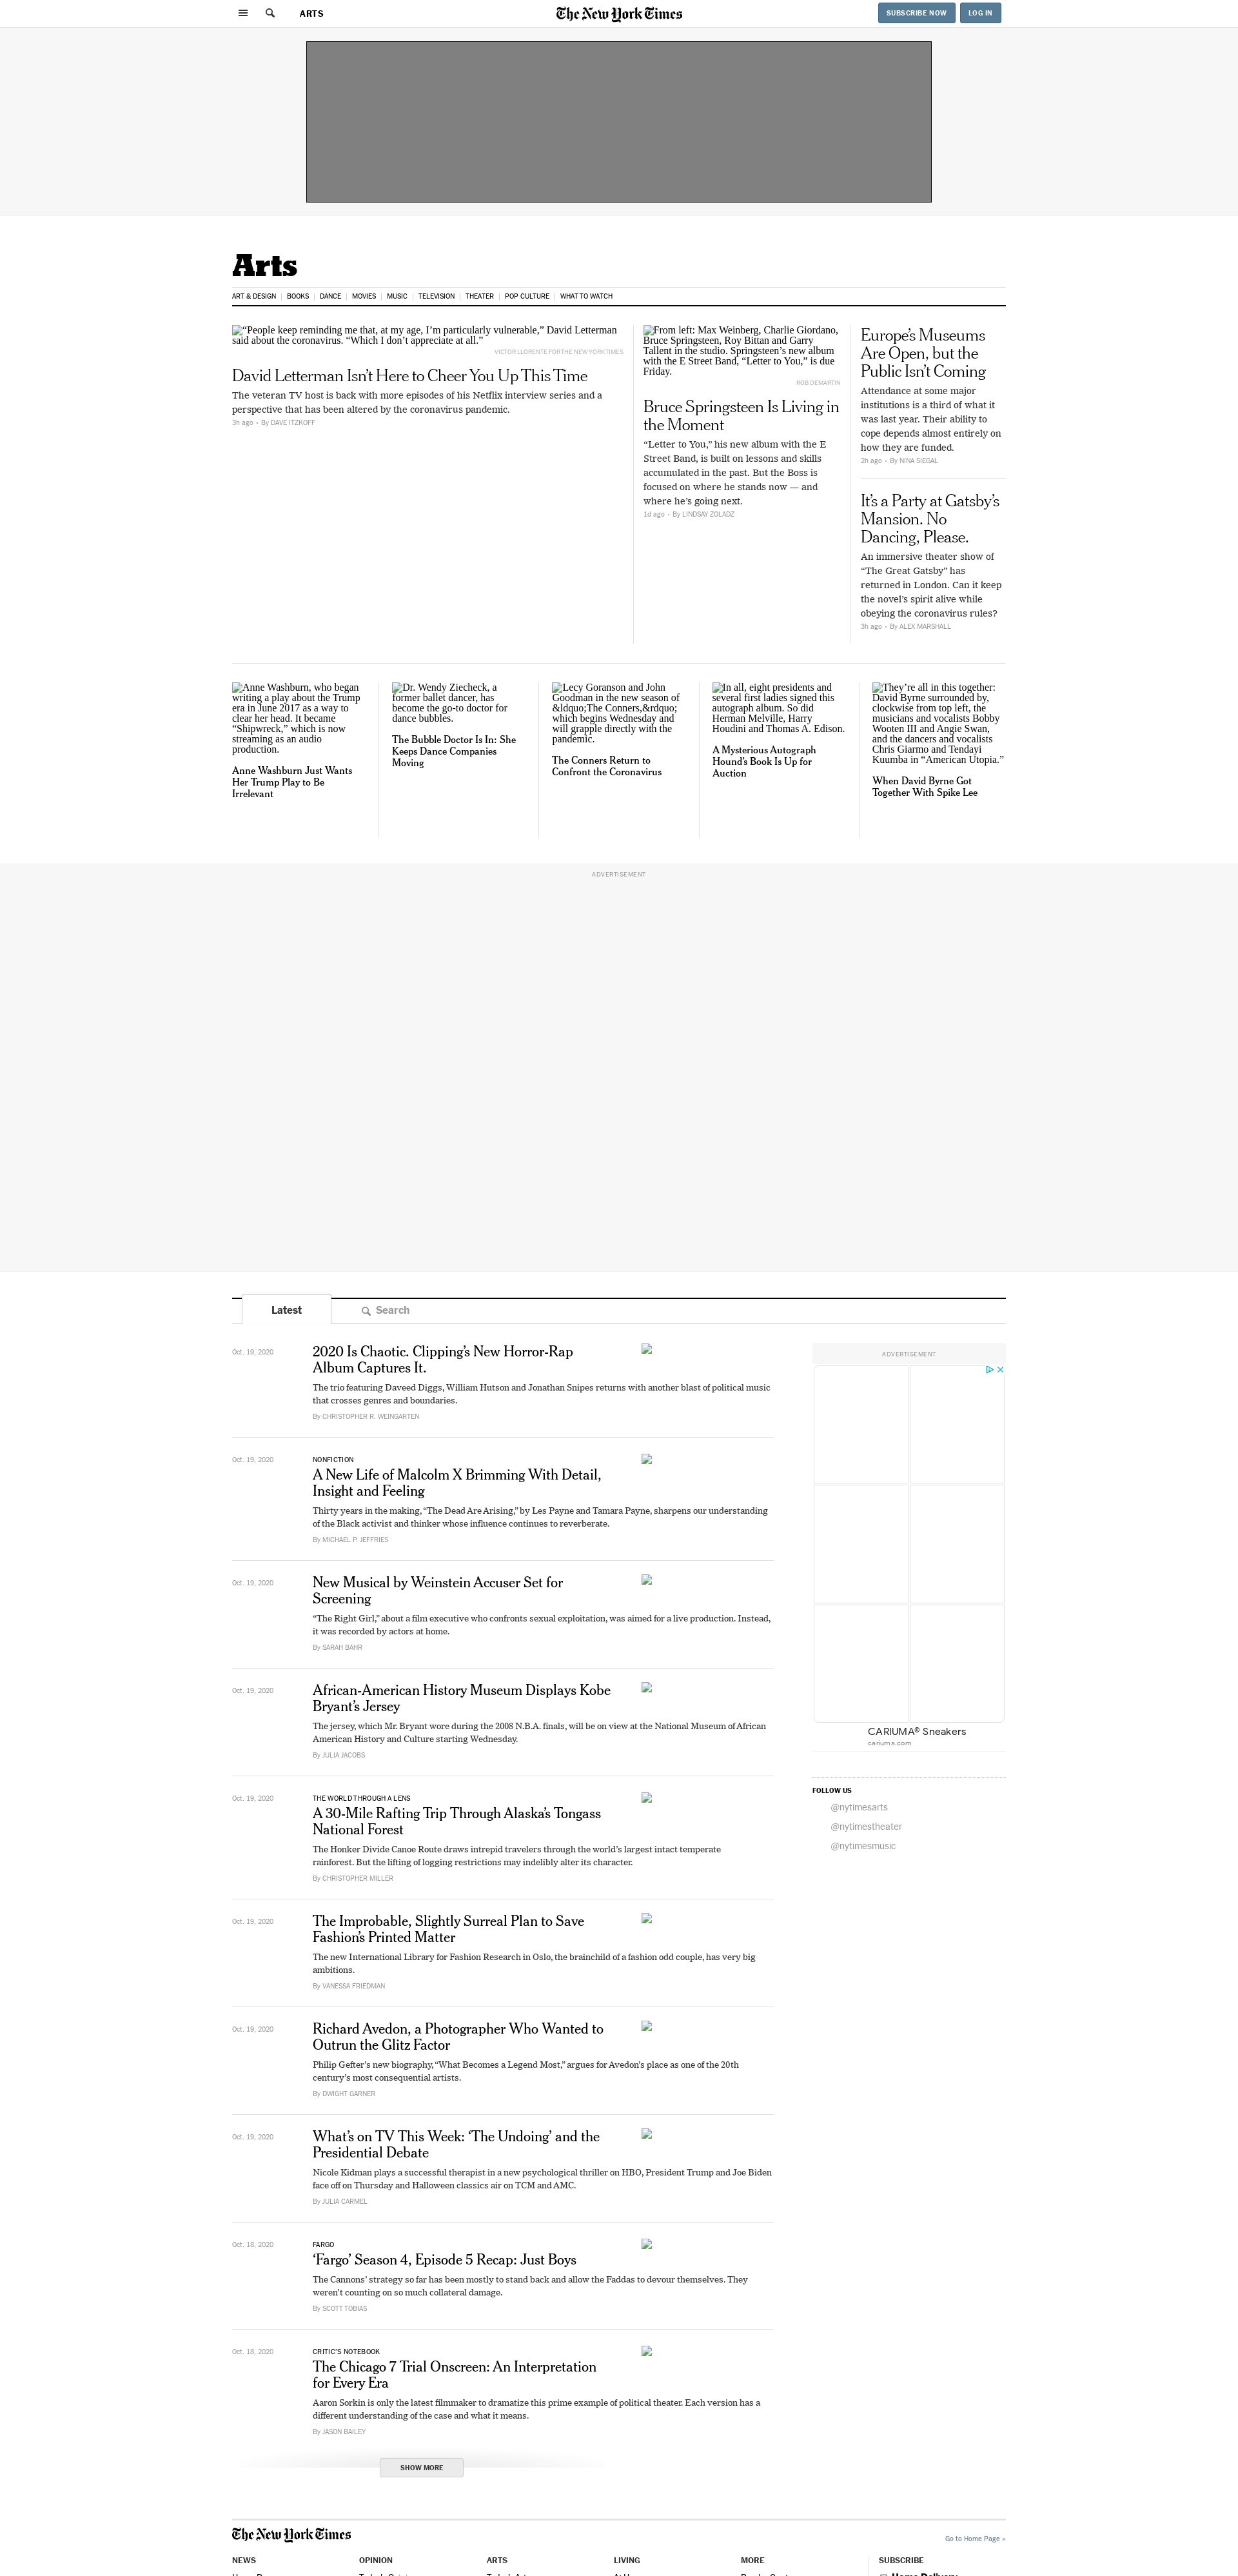 ARTS
The New York Times
SUBSCRIBE NOW
LOG IN
Arts
ART & DESIGN
BOOKS
DANCE
MOVIES
MUSIC
TELEVISION
THEATER
POP CULTURE
WHAT TO WATCH
“People keep reminding me that, at my age, I’m particularly vulnerable,” David Letterman
said about the coronavirus. “Which I don’t appreciate at all.”
VICTOR LLORENTE FOR THE NEW YORK TIMES
David Letterman Isn’t Here to Cheer You Up This Time
The veteran TV host is back with more episodes of his Netflix interview series and a
perspective that has been altered by the coronavirus pandemic.
3h ago · By DAVE ITZKOFF
From left: Max Weinberg, Charlie Giordano,
Bruce Springsteen, Roy Bittan and Garry
Tallent in the studio. Springsteen’s new album
with the E Street Band, “Letter to You,” is due
Friday.
ROB DEMARTIN
Bruce Springsteen Is Living in
the Moment
“Letter to You,” his new album with the E
Street Band, is built on lessons and skills
accumulated in the past. But the Boss is
focused on where he stands now — and
where he’s going next.
1d ago · By LINDSAY ZOLADZ
Europe’s Museums
Are Open, but the
Public Isn’t Coming
Attendance at some major
institutions is a third of what it
was last year. Their ability to
cope depends almost entirely on
how they are funded.
2h ago · By NINA SIEGAL
It’s a Party at Gatsby’s
Mansion. No
Dancing, Please.
An immersive theater show of
“The Great Gatsby” has
returned in London. Can it keep
the novel’s spirit alive while
obeying the coronavirus rules?
3h ago · By ALEX MARSHALL
Anne Washburn, who began
writing a play about the Trump
era in June 2017 as a way to
clear her head. It became
“Shipwreck,” which is now
streaming as an audio
production.
Anne Washburn Just Wants
Her Trump Play to Be
Irrelevant
Dr. Wendy Ziecheck, a
former ballet dancer, has
become the go-to doctor for
dance bubbles.
The Bubble Doctor Is In: She
Keeps Dance Companies
Moving
Lecy Goranson and John
Goodman in the new season of
&ldquo;The Conners,&rdquo;
which begins Wednesday and
will grapple directly with the
pandemic.
The Conners Return to
Confront the Coronavirus
In all, eight presidents and
several first ladies signed this
autograph album. So did
Herman Melville, Harry
Houdini and Thomas A. Edison.
A Mysterious Autograph
Hound’s Book Is Up for
Auction
They’re all in this together:
David Byrne surrounded by,
clockwise from top left, the
musicians and vocalists Bobby
Wooten III and Angie Swan,
and the dancers and vocalists
Chris Giarmo and Tendayi
Kuumba in “American Utopia.”
When David Byrne Got
Together With Spike Lee
ADVERTISEMENT
Latest
Search
Oct. 19, 2020
2020 Is Chaotic. Clipping’s New Horror-Rap
Album Captures It.
The trio featuring Daveed Diggs, William Hutson and Jonathan Snipes returns with another blast of political music
that crosses genres and boundaries.
By CHRISTOPHER R. WEINGARTEN
Oct. 19, 2020
NONFICTION
A New Life of Malcolm X Brimming With Detail,
Insight and Feeling
Thirty years in the making, “The Dead Are Arising,” by Les Payne and Tamara Payne, sharpens our understanding
of the Black activist and thinker whose influence continues to reverberate.
By MICHAEL P. JEFFRIES
Oct. 19, 2020
New Musical by Weinstein Accuser Set for
Screening
“The Right Girl,” about a film executive who confronts sexual exploitation, was aimed for a live production. Instead,
it was recorded by actors at home.
By SARAH BAHR
Oct. 19, 2020
African-American History Museum Displays Kobe
Bryant’s Jersey
The jersey, which Mr. Bryant wore during the 2008 N.B.A. finals, will be on view at the National Museum of African
American History and Culture starting Wednesday.
By JULIA JACOBS
Oct. 19, 2020
THE WORLD THROUGH A LENS
A 30-Mile Rafting Trip Through Alaska’s Tongass
National Forest
The Honker Divide Canoe Route draws intrepid travelers through the world’s largest intact temperate
rainforest. But the lifting of logging restrictions may indelibly alter its character.
By CHRISTOPHER MILLER
Oct. 19, 2020
The Improbable, Slightly Surreal Plan to Save
Fashion’s Printed Matter
The new International Library for Fashion Research in Oslo, the brainchild of a fashion odd couple, has very big
ambitions.
By VANESSA FRIEDMAN
Oct. 19, 2020
Richard Avedon, a Photographer Who Wanted to
Outrun the Glitz Factor
Philip Gefter’s new biography, “What Becomes a Legend Most,” argues for Avedon’s place as one of the 20th
century’s most consequential artists.
By DWIGHT GARNER
Oct. 19, 2020
What’s on TV This Week: ‘The Undoing’ and the
Presidential Debate
Nicole Kidman plays a successful therapist in a new psychological thriller on HBO, President Trump and Joe Biden
face off on Thursday and Halloween classics air on TCM and AMC.
By JULIA CARMEL
Oct. 18, 2020
FARGO
‘Fargo’ Season 4, Episode 5 Recap: Just Boys
The Cannons’ strategy so far has been mostly to stand back and allow the Faddas to devour themselves. They
weren’t counting on so much collateral damage.
By SCOTT TOBIAS
Oct. 18, 2020
CRITIC’S NOTEBOOK
The Chicago 7 Trial Onscreen: An Interpretation
for Every Era
Aaron Sorkin is only the latest filmmaker to dramatize this prime example of political theater. Each version has a
different understanding of the case and what it means.
By JASON BAILEY
SHOW MORE
ADVERTISEMENT
CARIUMA® Sneakers
cariuma.com
FOLLOW US
@nytimesarts
@nytimestheater
@nytimesmusic
The New York Times
Go to Home Page »
NEWS
OPINION
ARTS
LIVING
MORE
SUBSCRIBE